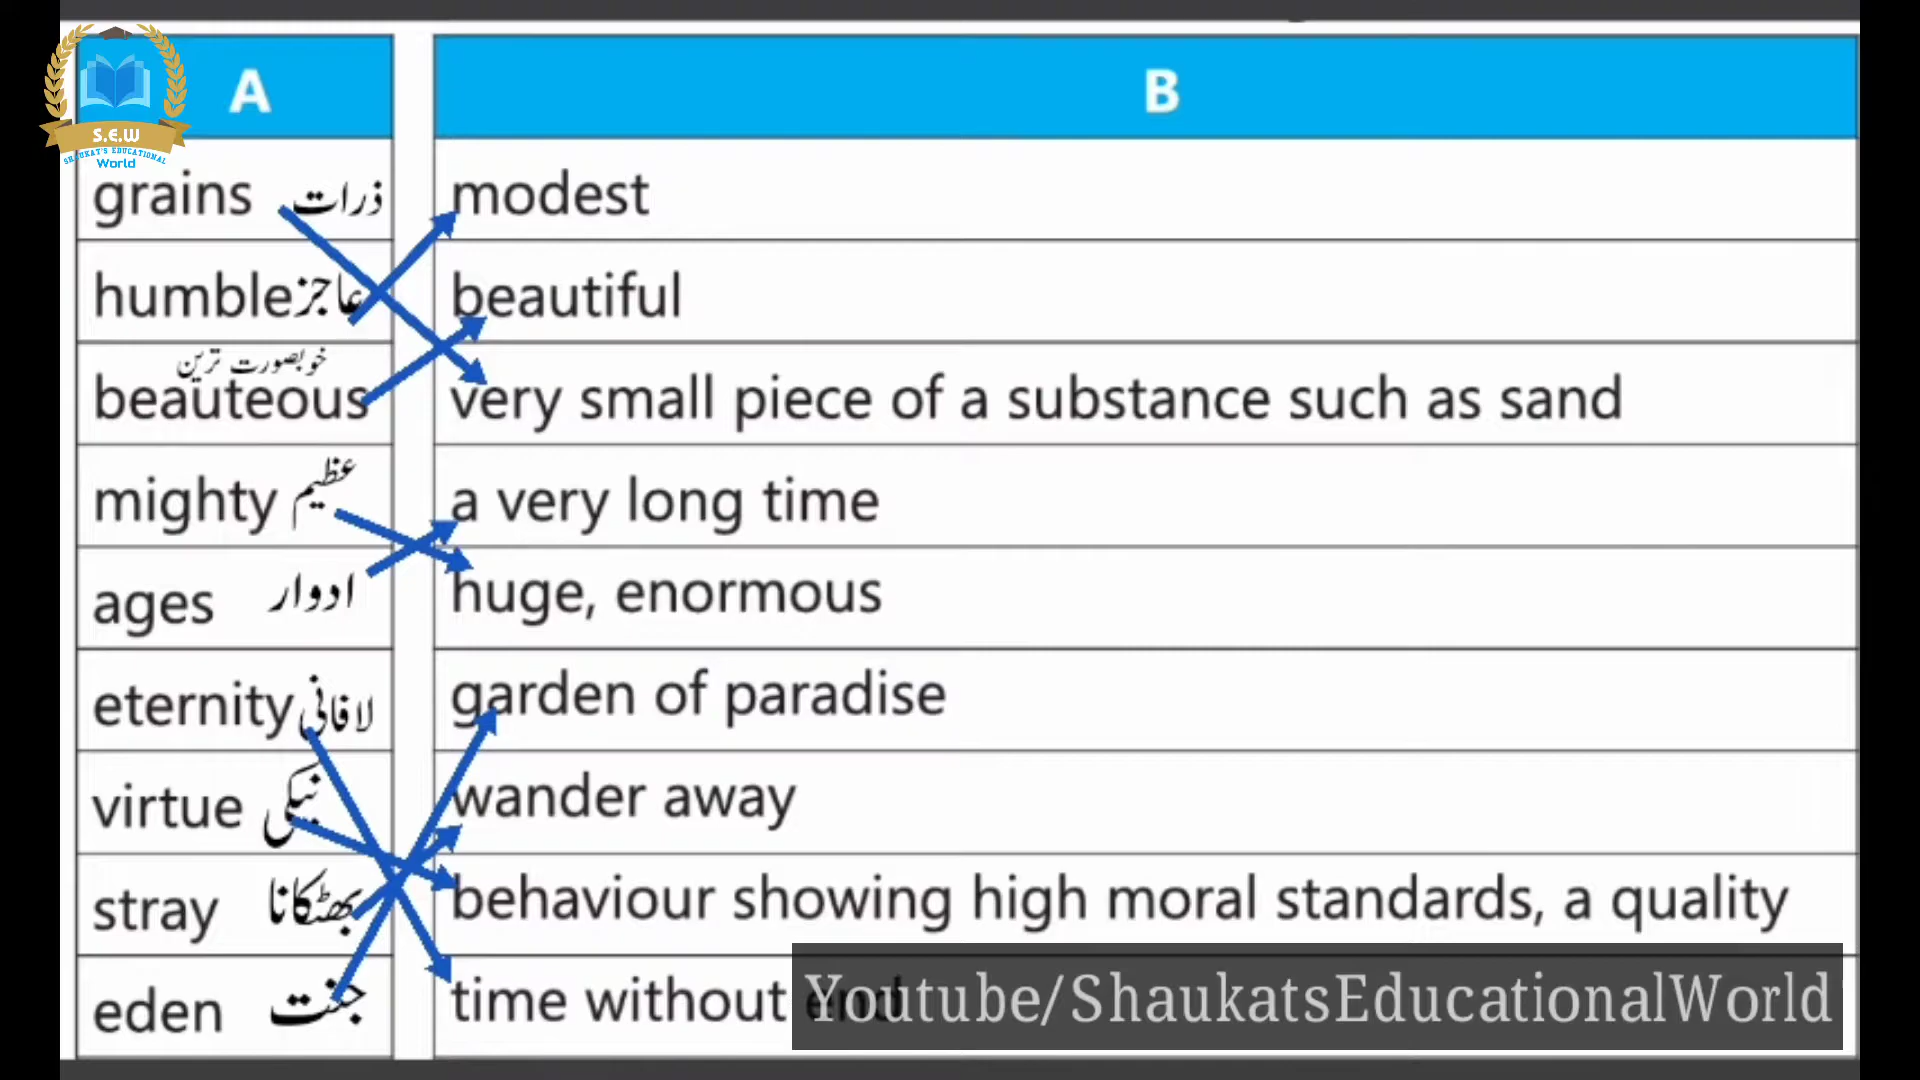 S.E.W
SHAUKAT'S EDUCATIONAL
World
A
B
grains ذرات
modest
humble عاجز
beautiful
خوبصورت ترین
beauteous
very small piece of a substance such as sand
mighty عظیم
a very long time
ages ادوار
huge, enormous
eternity لافانی
garden of paradise
virtue نیکی
wander away
stray بھٹکانا
behaviour showing high moral standards, a quality
eden جنت
time without end
Youtube/ShaukatsEducationalWorld